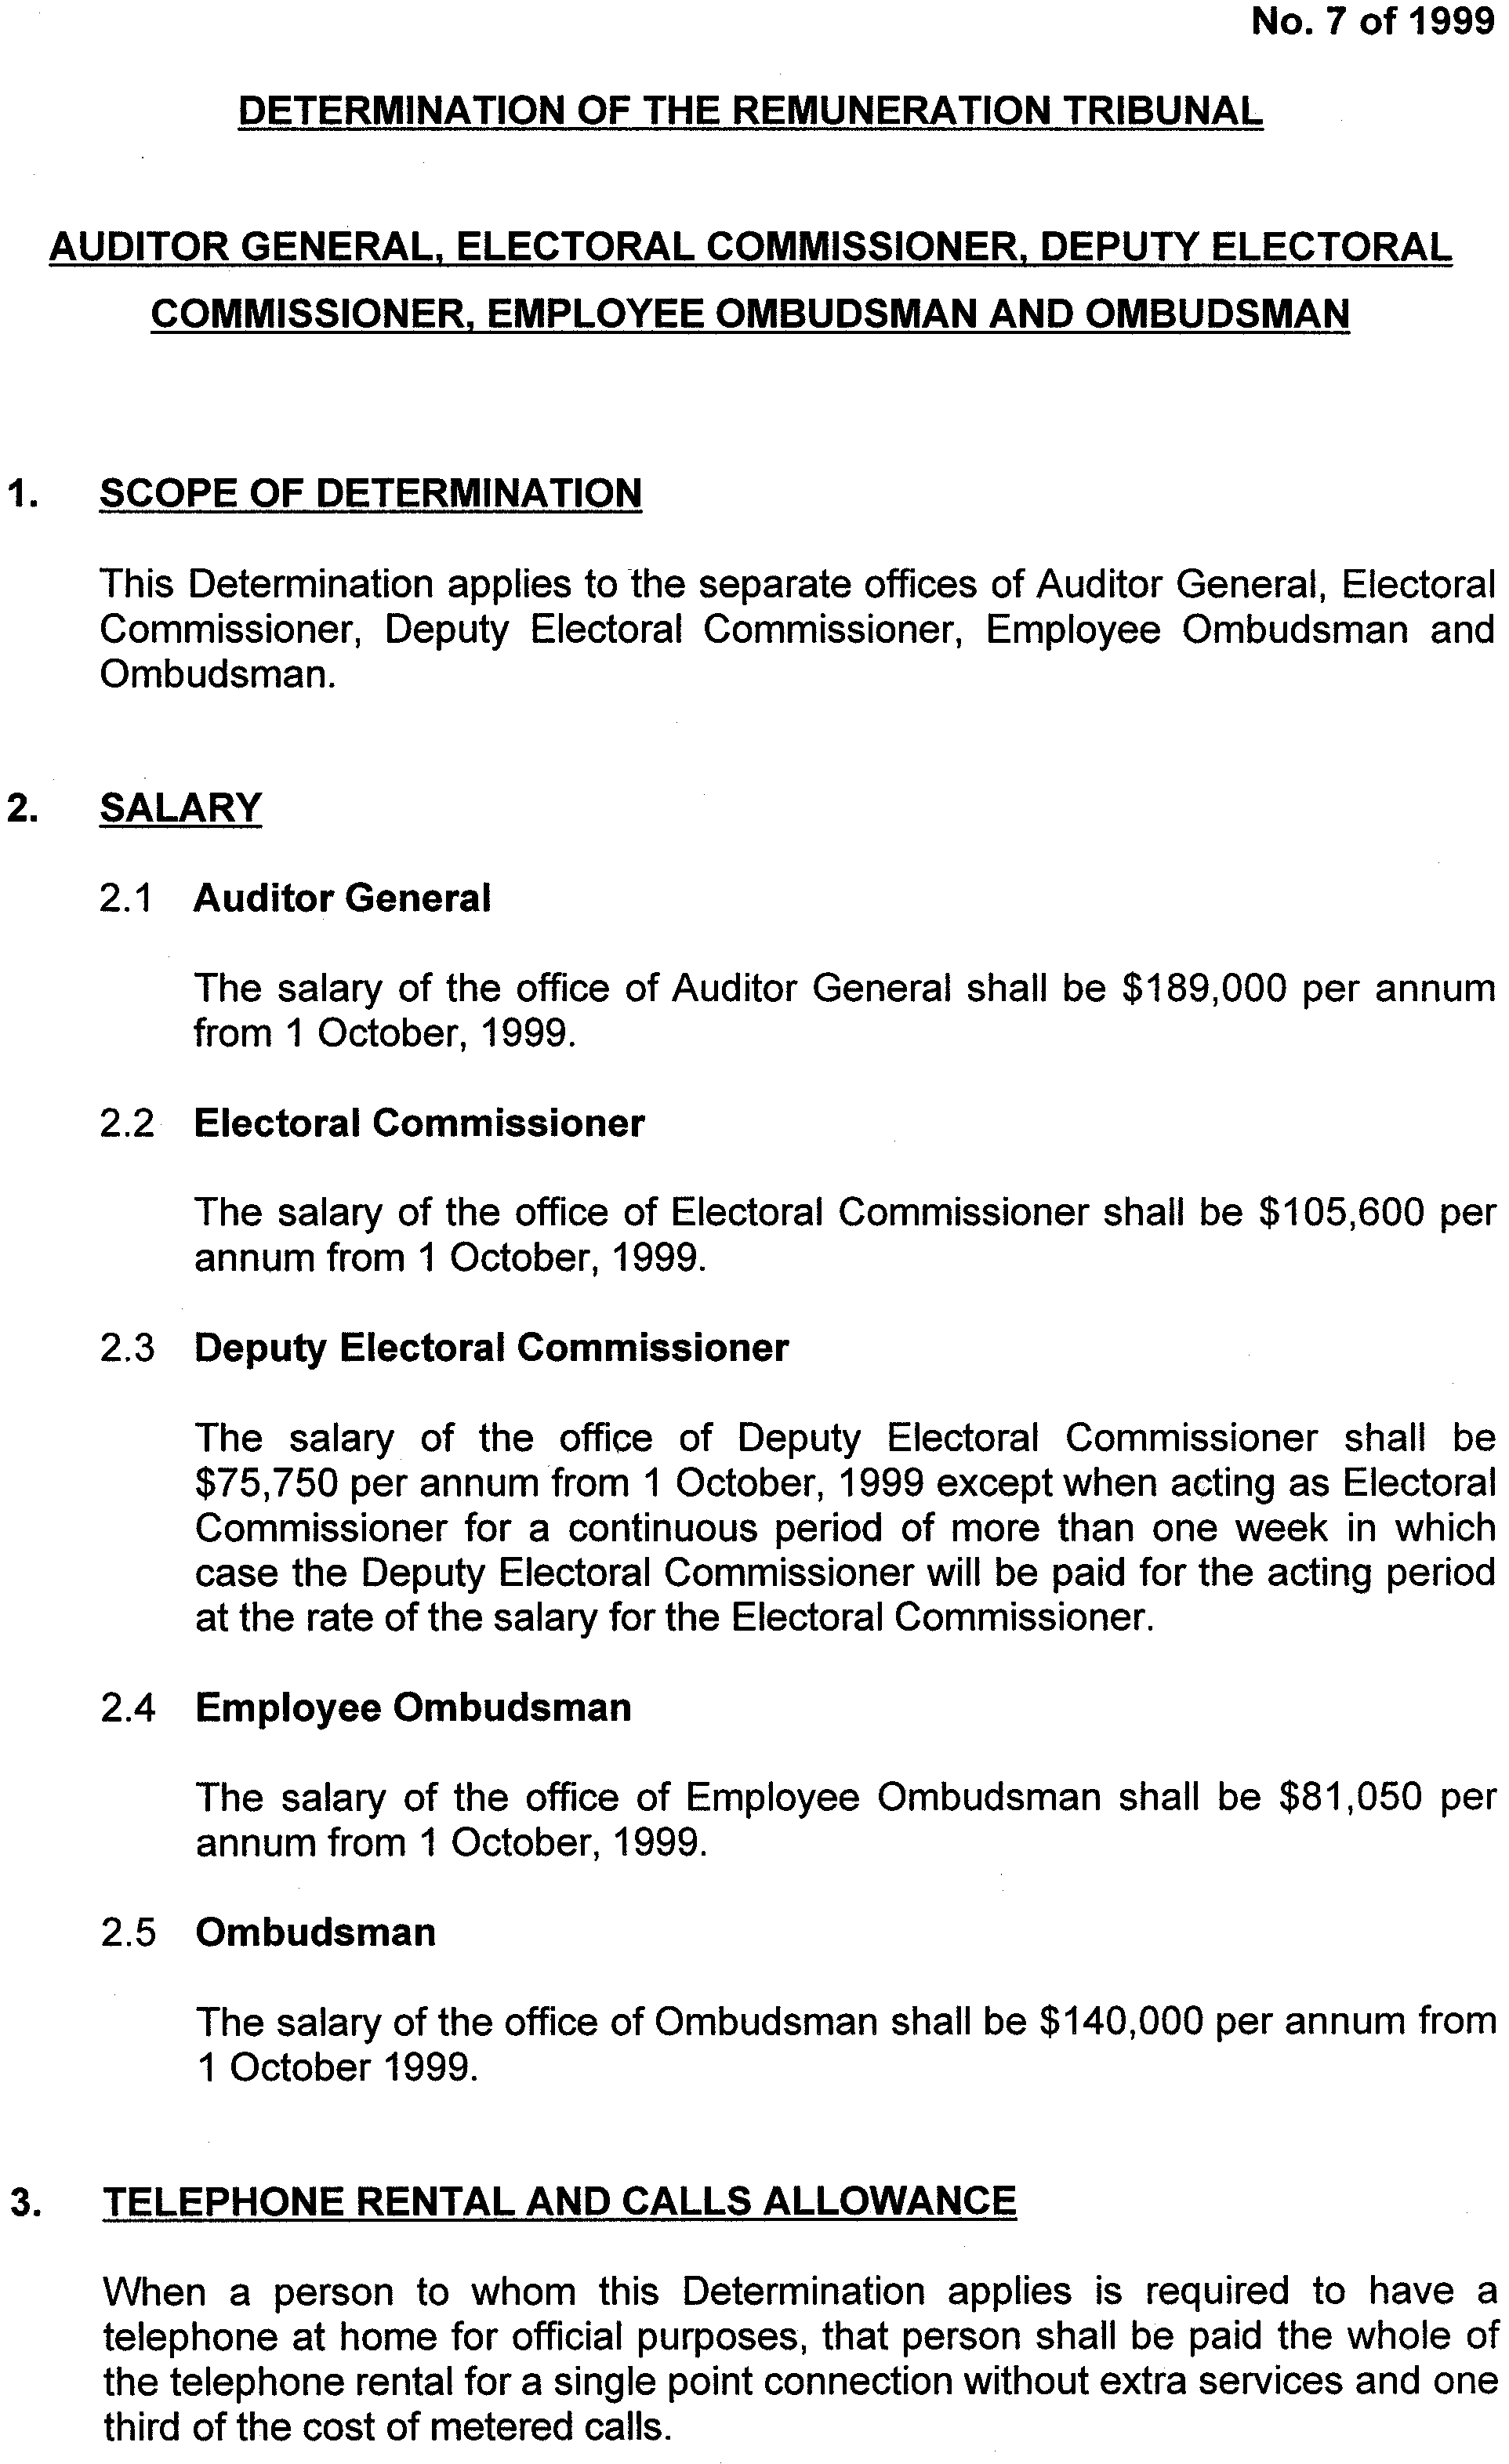 No. 7 of 1999
DETERMINATION OF THE REMUNERATION TRIBUNAL
AUDITOR GENERAL, ELECTORAL COMMISSIONER, DEPUTY ELECTORAL
COMMISSIONER, EMPLOYEE OMBUDSMAN AND OMBUDSMAN
1. SCOPE OF DETERMINATION
This Determination applies to the separate offices of Auditor General, Electoral
Commissioner, Deputy Electoral Commissioner, Employee Ombudsman and
Ombudsman.
2. SALARY
2.1 Auditor General
The salary of the office of Auditor General shall be $189,000 per annum
from 1 October, 1999.
2.2 Electoral Commissioner
The salary of the office of Electoral Commissioner shall be $105,600 per
annum from 1 October, 1999.
2.3 Deputy Electoral Commissioner
The salary of the office of Deputy Electoral Commissioner shall be
$75,750 per annum from 1 October, 1999 except when acting as Electoral
Commissioner for a continuous period of more than one week in which
case the Deputy Electoral Commissioner will be paid for the acting period
at the rate of the salary for the Electoral Commissioner.
2.4 Employee Ombudsman
The salary of the office of Employee Ombudsman shall be $81,050 per
annum from 1 October, 1999.
2.5 Ombudsman
The salary of the office of Ombudsman shall be $140,000 per annum from
1 October 1999.
3. TELEPHONE RENTAL AND CALLS ALLOWANCE
When a person to whom this Determination applies is required to have a
telephone at home for official purposes, that person shall be paid the whole of
the telephone rental for a single point connection without extra services and one
third of the cost of metered calls.